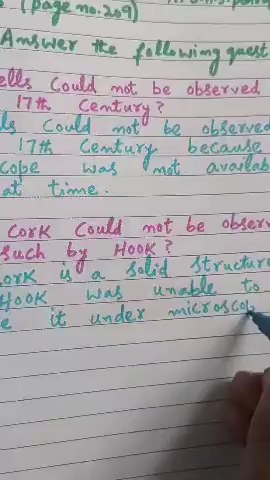 (page no. 209)
Answer the following quest
ells could not be observed
17th Century?
ls could not be observed
17th Century because
cope was not availab
at time.
Cork could not be observ
such by Hook?
ork is a solid structure
Hook was unable to
e it under microscop